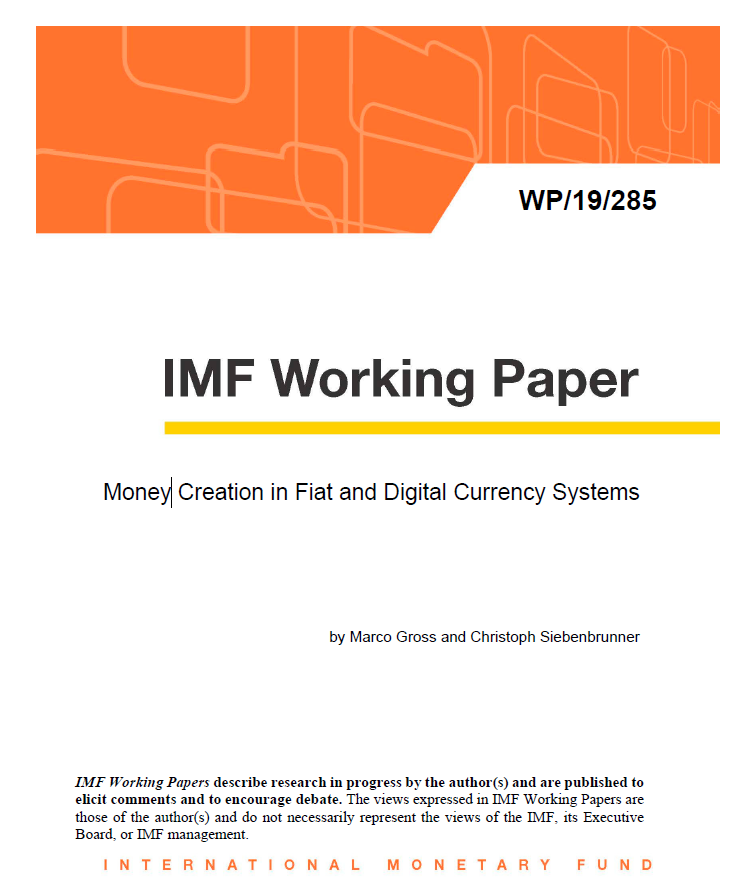 WP/19/285
IMF Working Paper
Money Creation in Fiat and Digital Currency Systems
by Marco Gross and Christoph Siebenbrunner
IMF Working Papers describe research in progress by the author(s) and are published to
elicit comments and to encourage debate. The views expressed in IMF Working Papers are
those of the author(s) and do not necessarily represent the views of the IMF, its Executive
Board, or IMF management.
INTERNATIONAL MONETARY FUND